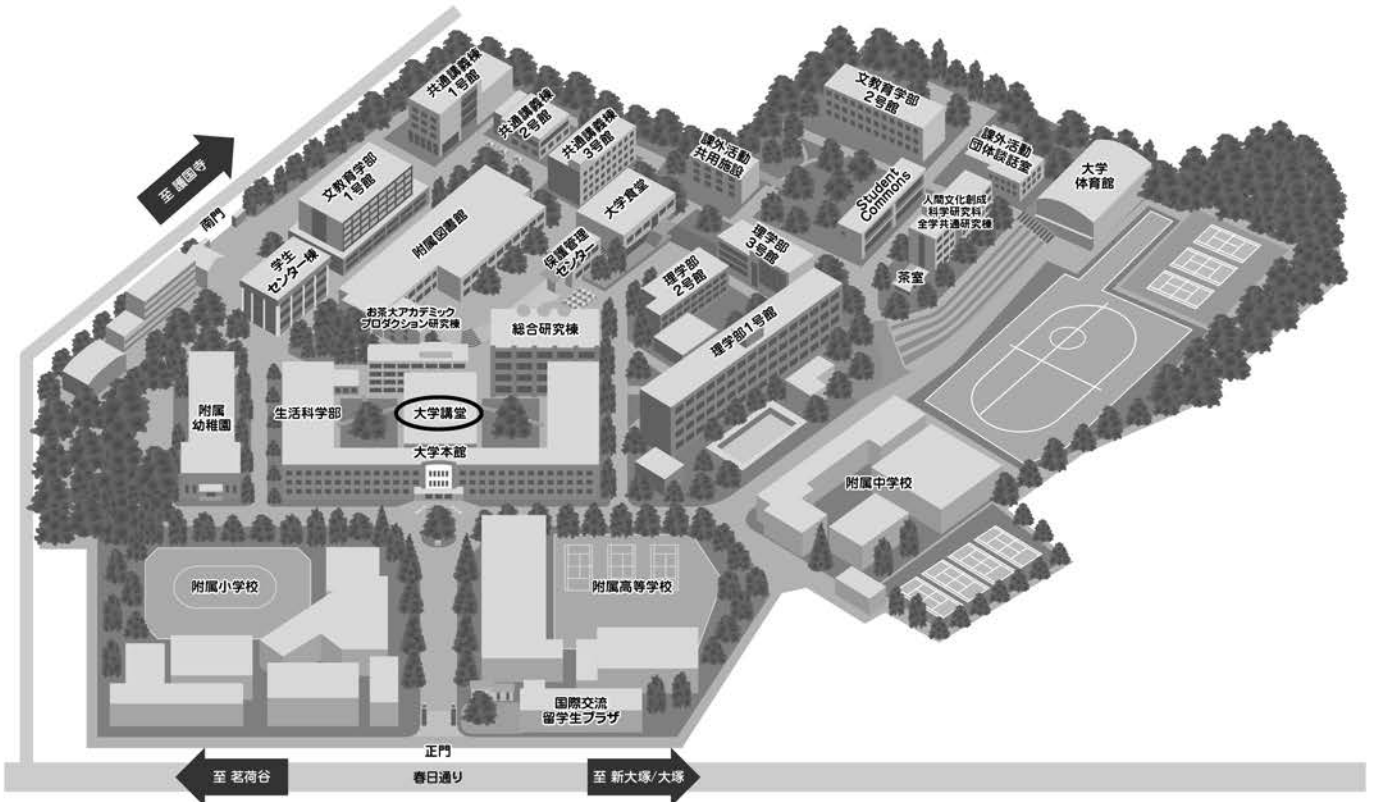 共通講義棟
1号館
共通講義棟
2号館
共通講義棟
3号館
課外活動
共用施設
文教育学部
2号館
課外活動
団体談話室
大学
体育館
至 護国寺
南門
文教育学部
1号館
附属図書館
大学食堂
Student
Commons
人間文化創成
科学研究科
全学共通研究棟
学生
センター棟
保護管理
センター
理学部
3号館
理学部
2号館
茶室
お茶大アカデミック
プロダクション研究棟
総合研究棟
理学部1号館
附属
幼稚園
生活科学部
大学講堂
大学本館
附属中学校
附属小学校
附属高等学校
国際交流
留学生プラザ
正門
至 茗荷谷
春日通り
至 新大塚/大塚